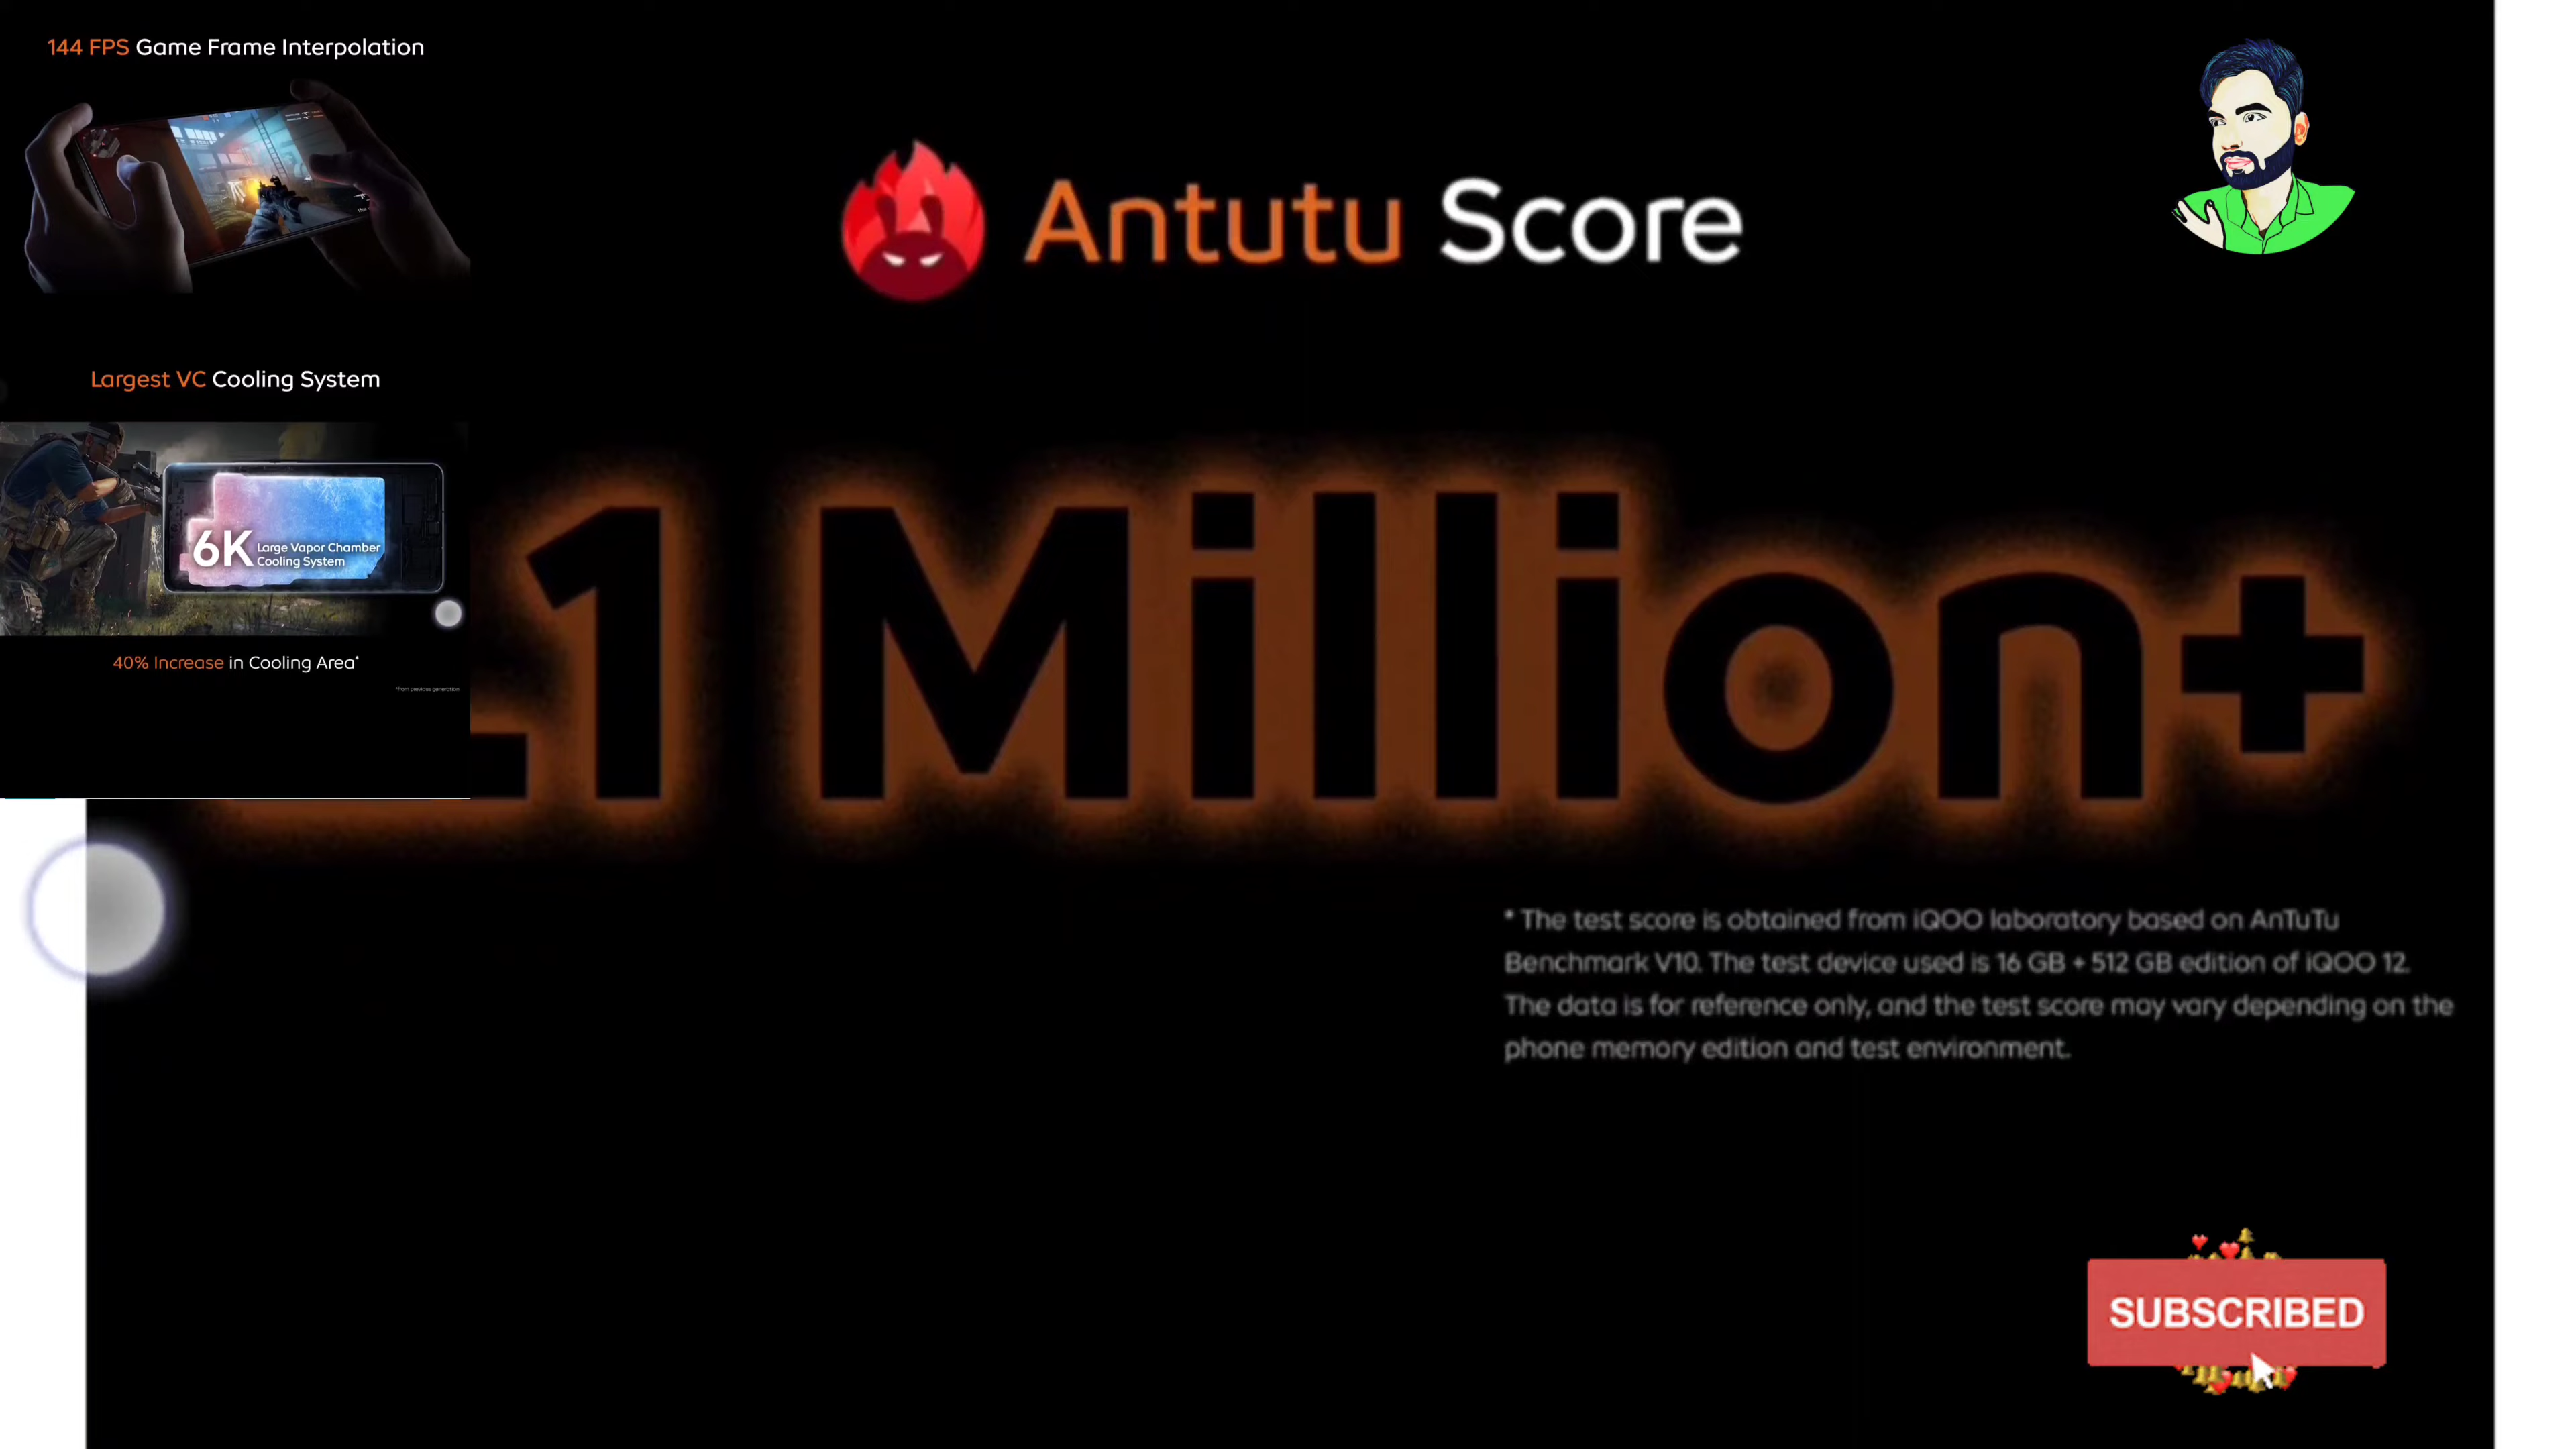 144 FPS Game Frame Interpolation
Antutu Score
Largest VC Cooling System
6K Large Vapor Chamber
Cooling System
40% Increase in Cooling Area*
*from previous generation
.1 Million+
* The test score is obtained from iQOO laboratory based on AnTuTu
Benchmark V10. The test device used is 16 GB + 512 GB edition of iQOO 12.
The data is for reference only, and the test score may vary depending on the
phone memory edition and test environment.
SUBSCRIBED